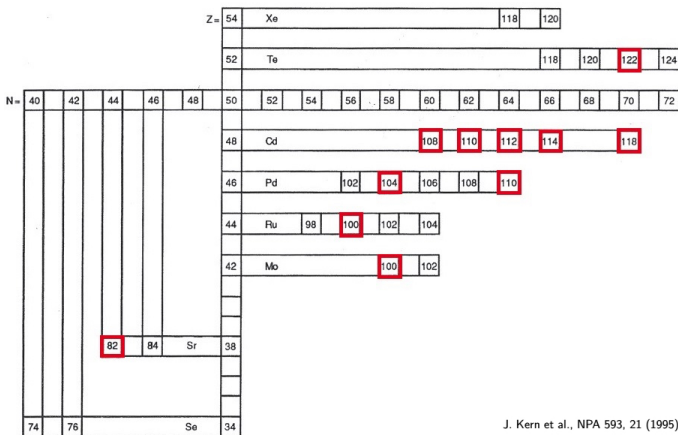 Z= 54 Xe 118 120
52 Te 118 120 122 124
N= 40 42 44 46 48 50 52 54 56 58 60 62 64 66 68 70 72
48 Cd 108 110 112 114 118
46 Pd 102 104 106 108 110
44 Ru 98 100 102 104
42 Mo 100 102
82 84 Sr 38
74 76 Se 34
J. Kern et al., NPA 593, 21 (1995)